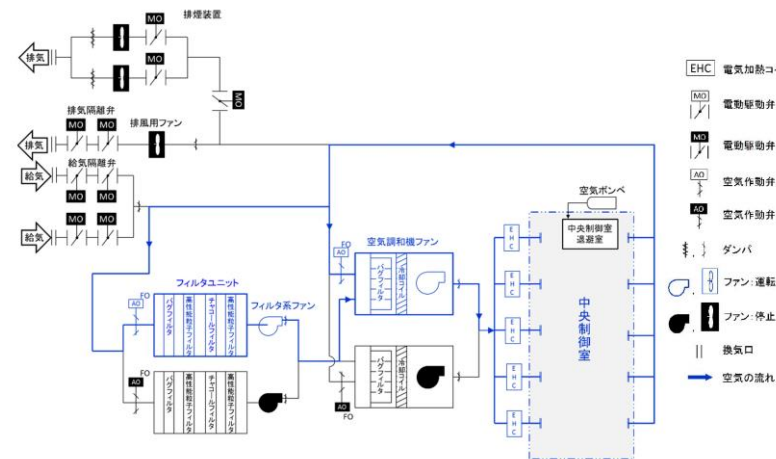 MO
排煙装置
排気
MO
MO
排気隔離弁
MO
MO
排風用ファン
排気
給気隔離弁
給気
MO
MO
給気
MO
MO
空気ボンベ
中央制御室
退避室
EHC
EHC
EHC
EHC
EHC
中央制御室
空気調和機ファン
FO
AO
バグフィルタ
冷却コイル
フィルタユニット
フィルタ系ファン
FO
AO
バグフィルタ
高性能粒子フィルタ
チャコールフィルタ
高性能粒子フィルタ
FO
AO
バグフィルタ
高性能粒子フィルタ
チャコールフィルタ
高性能粒子フィルタ
バグフィルタ
冷却コイル
AO
FO
EHC 電気加熱コ
MO 電動駆動弁
MO 電動駆動弁
AO 空気作動弁
AO 空気作動弁
ダンパ
ファン:運転
ファン:停止
換気口
空気の流れ